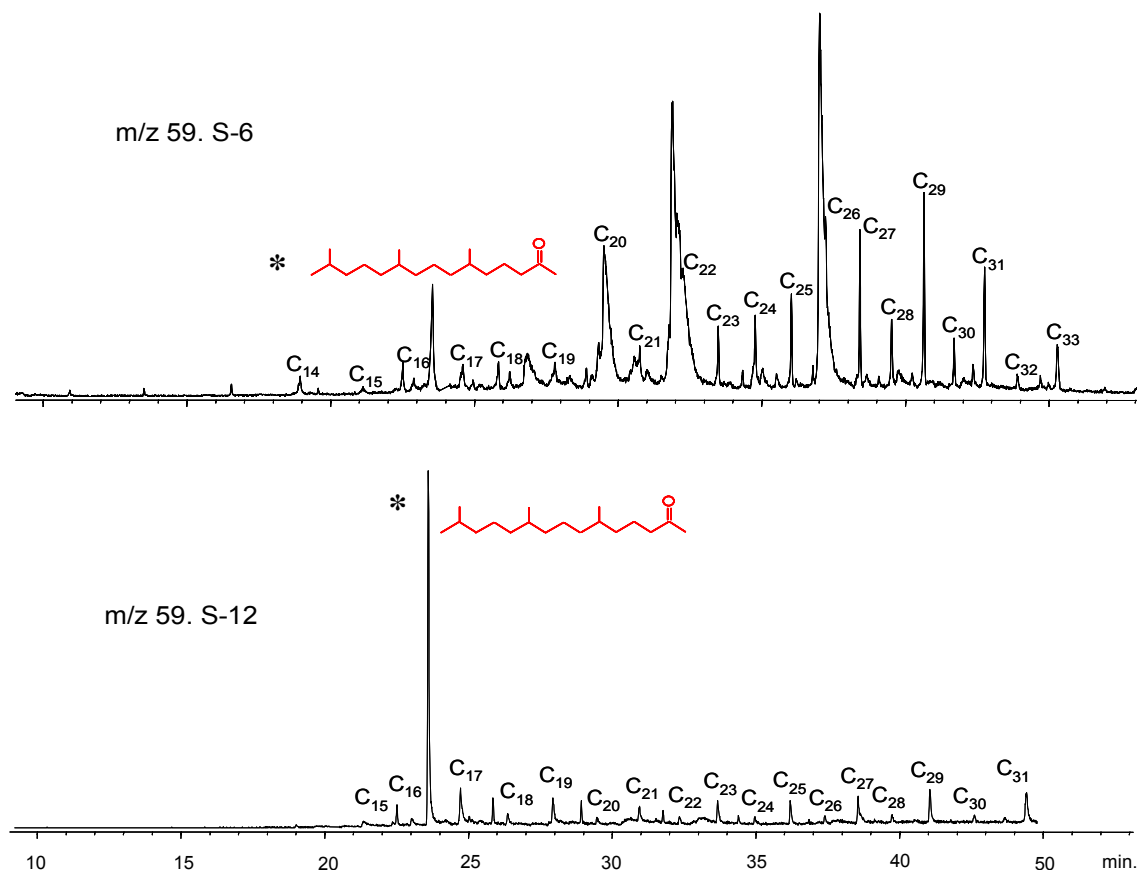 m/z 59. S-6
*
O
C14
C15
C16
C17
C18
C19
C20
C21
C22
C23
C24
C25
C26
C27
C28
C29
C30
C31
C32
C33
*
O
m/z 59. S-12
C15
C16
C17
C18
C19
C20
C21
C22
C23
C24
C25
C26
C27
C28
C29
C30
C31
10 15 20 25 30 35 40 50 min.